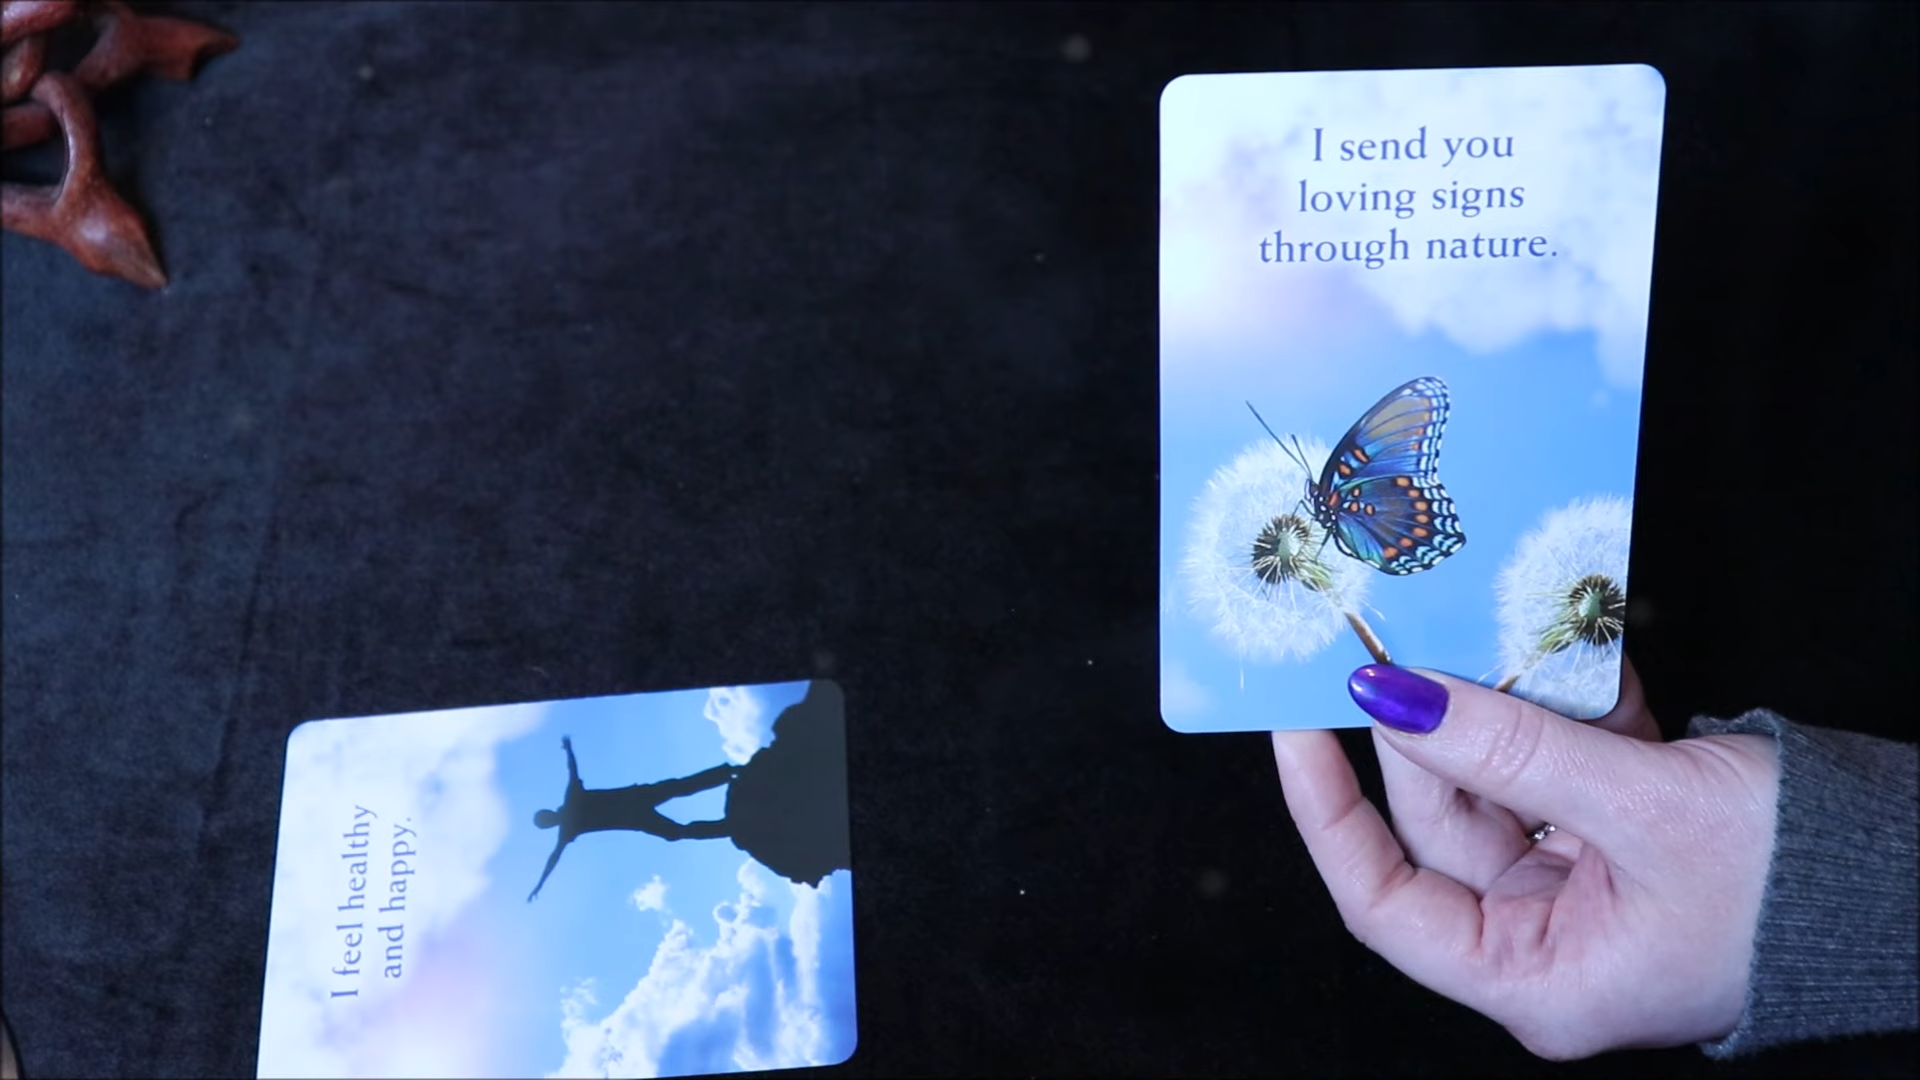 I send you
loving signs
through nature.
I feel healthy
and happy.